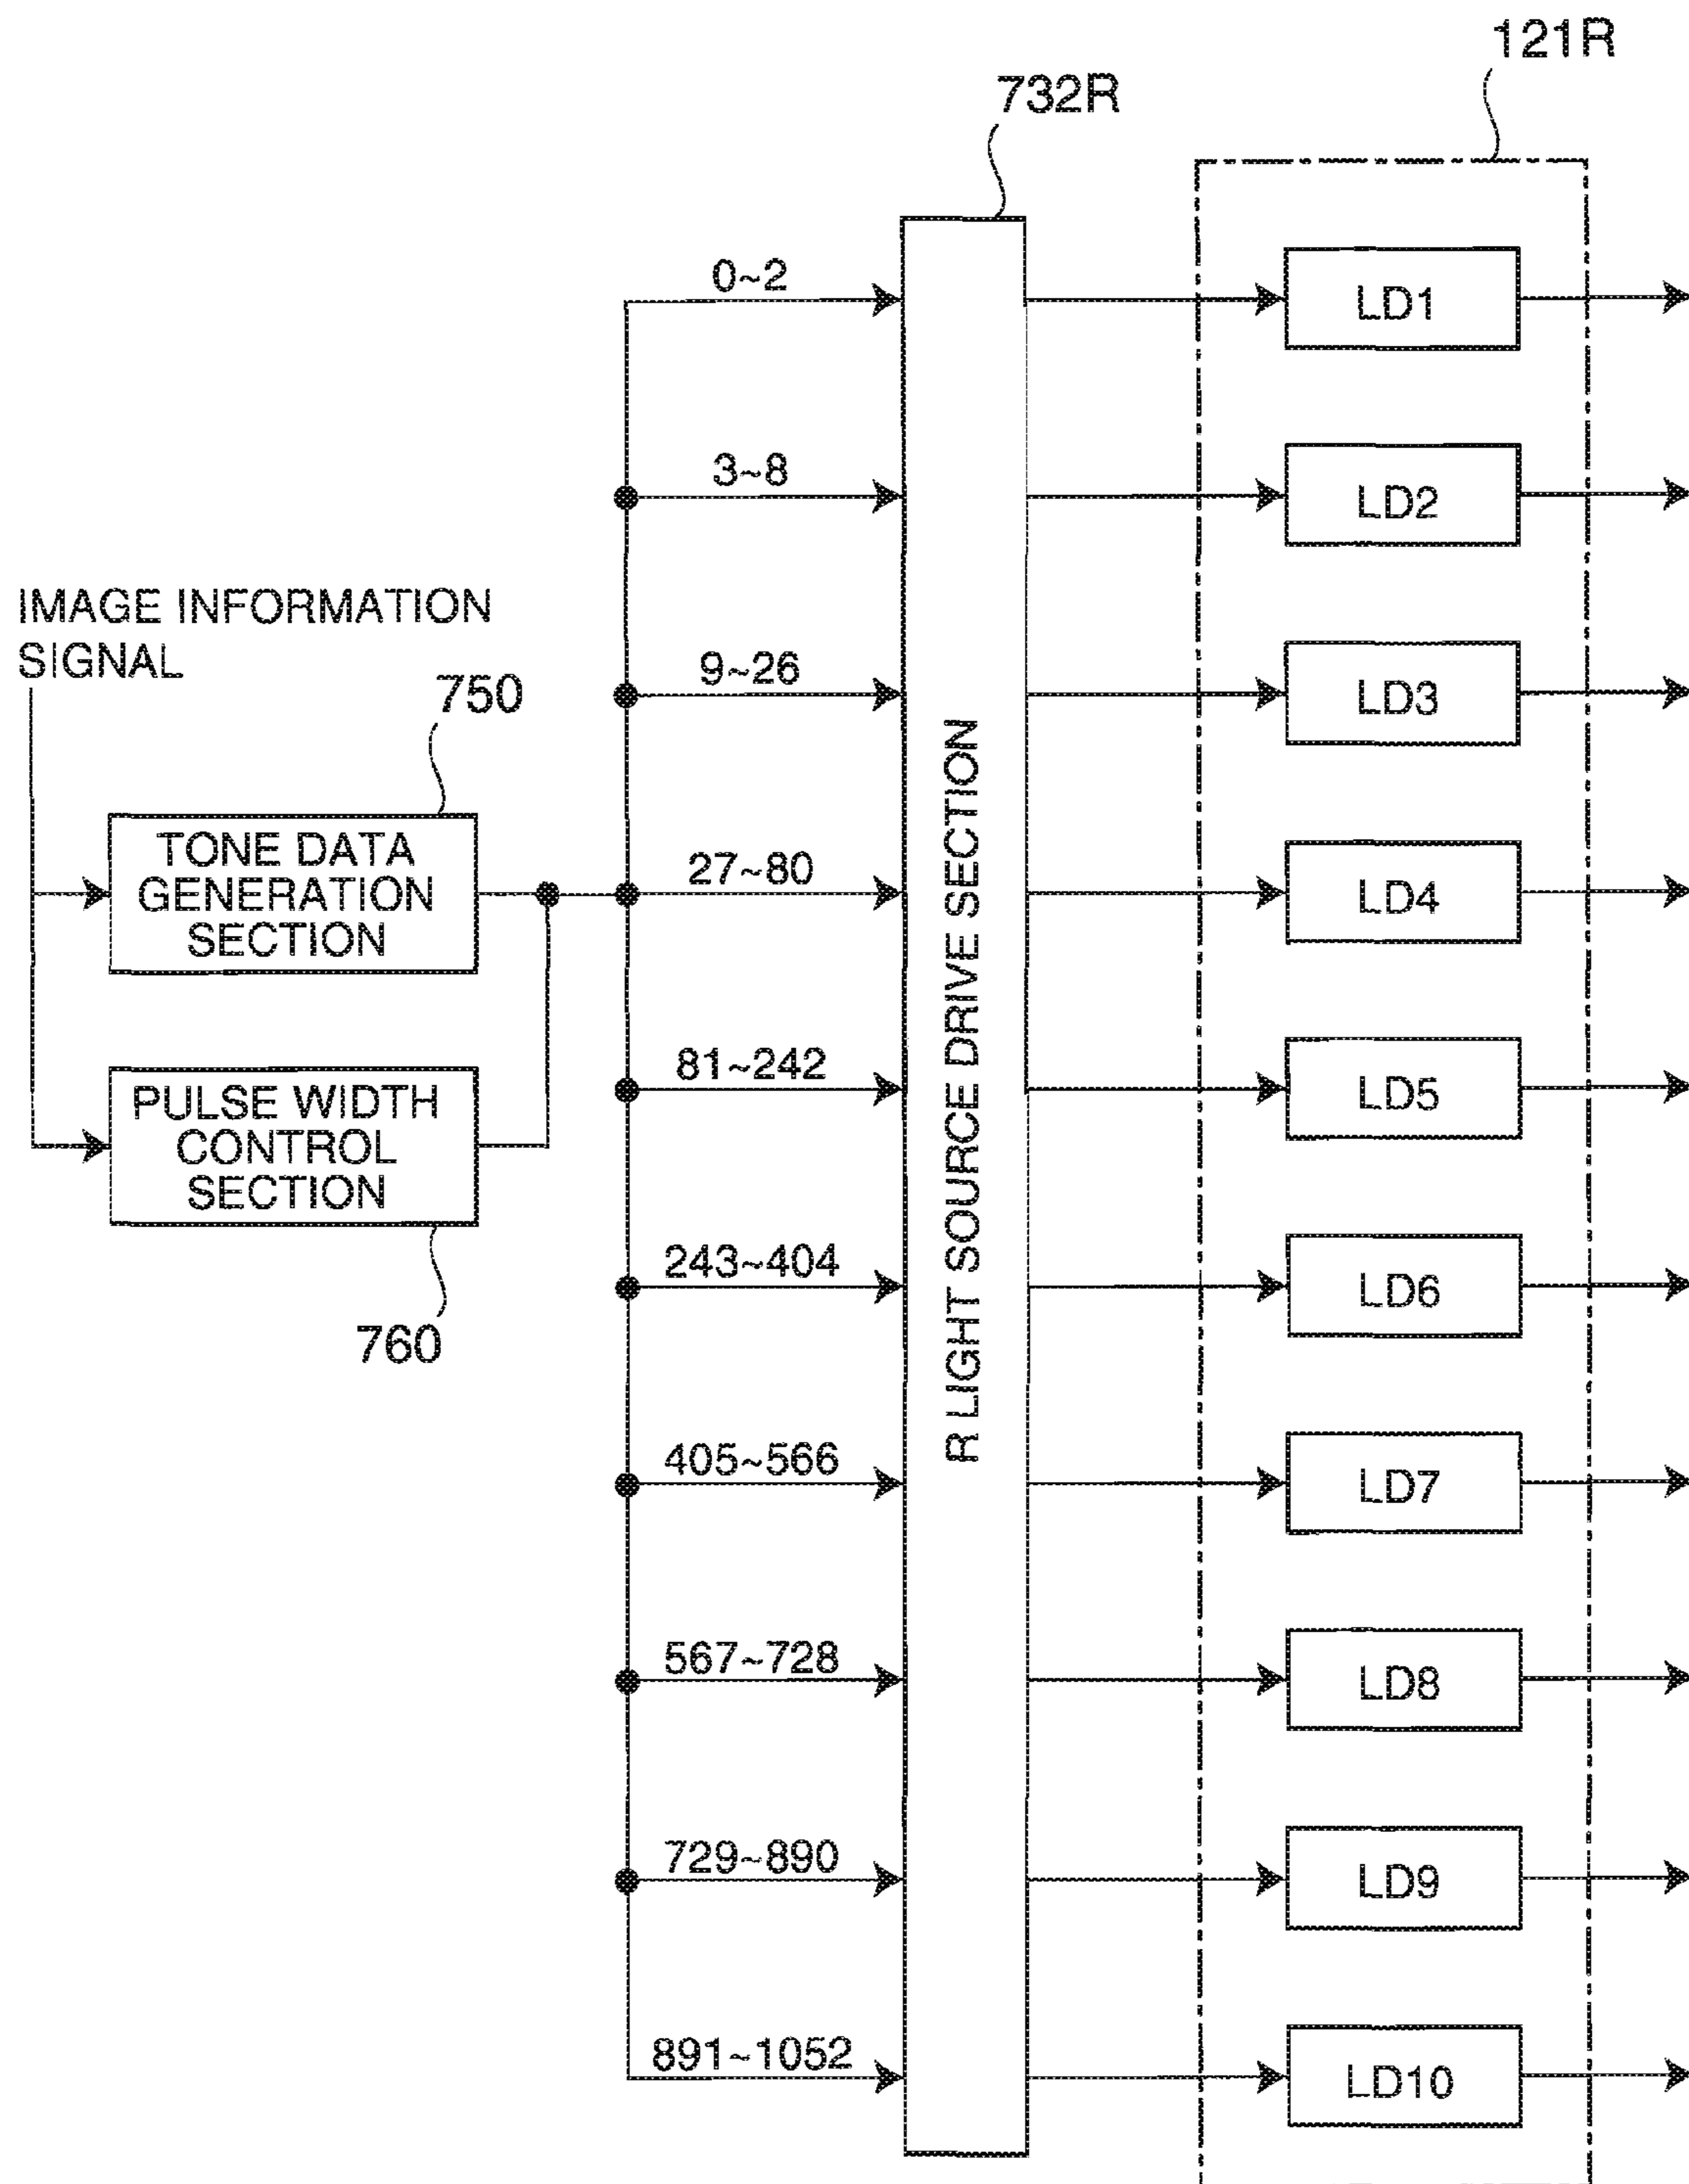 121R
732R
0~2
LD1
3~8
LD2
IMAGE INFORMATION
SIGNAL
9~26
LD3
750
TONE DATA
GENERATION
SECTION
27~80
LD4
R LIGHT SOURCE DRIVE SECTION
81~242
LD5
PULSE WIDTH
CONTROL
SECTION
760
243~404
LD6
405~566
LD7
567~728
LD8
729~890
LD9
891~1052
LD10